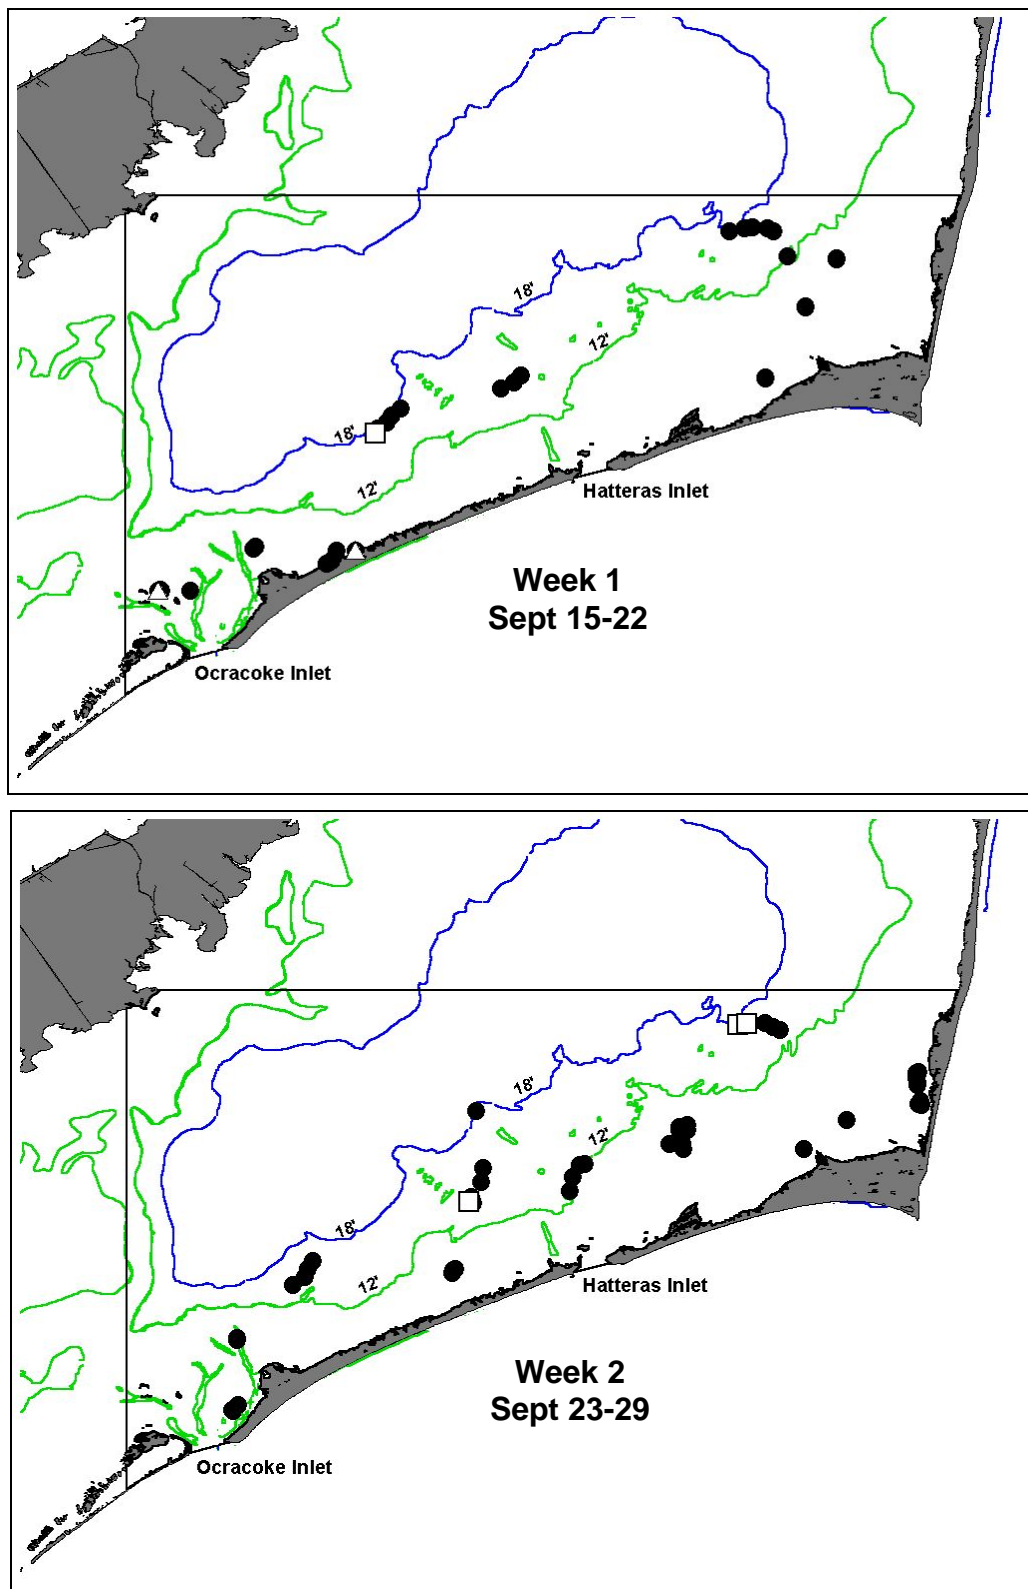 18'
12'
18'
12'
Hatteras Inlet
Week 1
Sept 15-22
Ocracoke Inlet
18'
12'
18'
12'
Hatteras Inlet
Week 2
Sept 23-29
Ocracoke Inlet